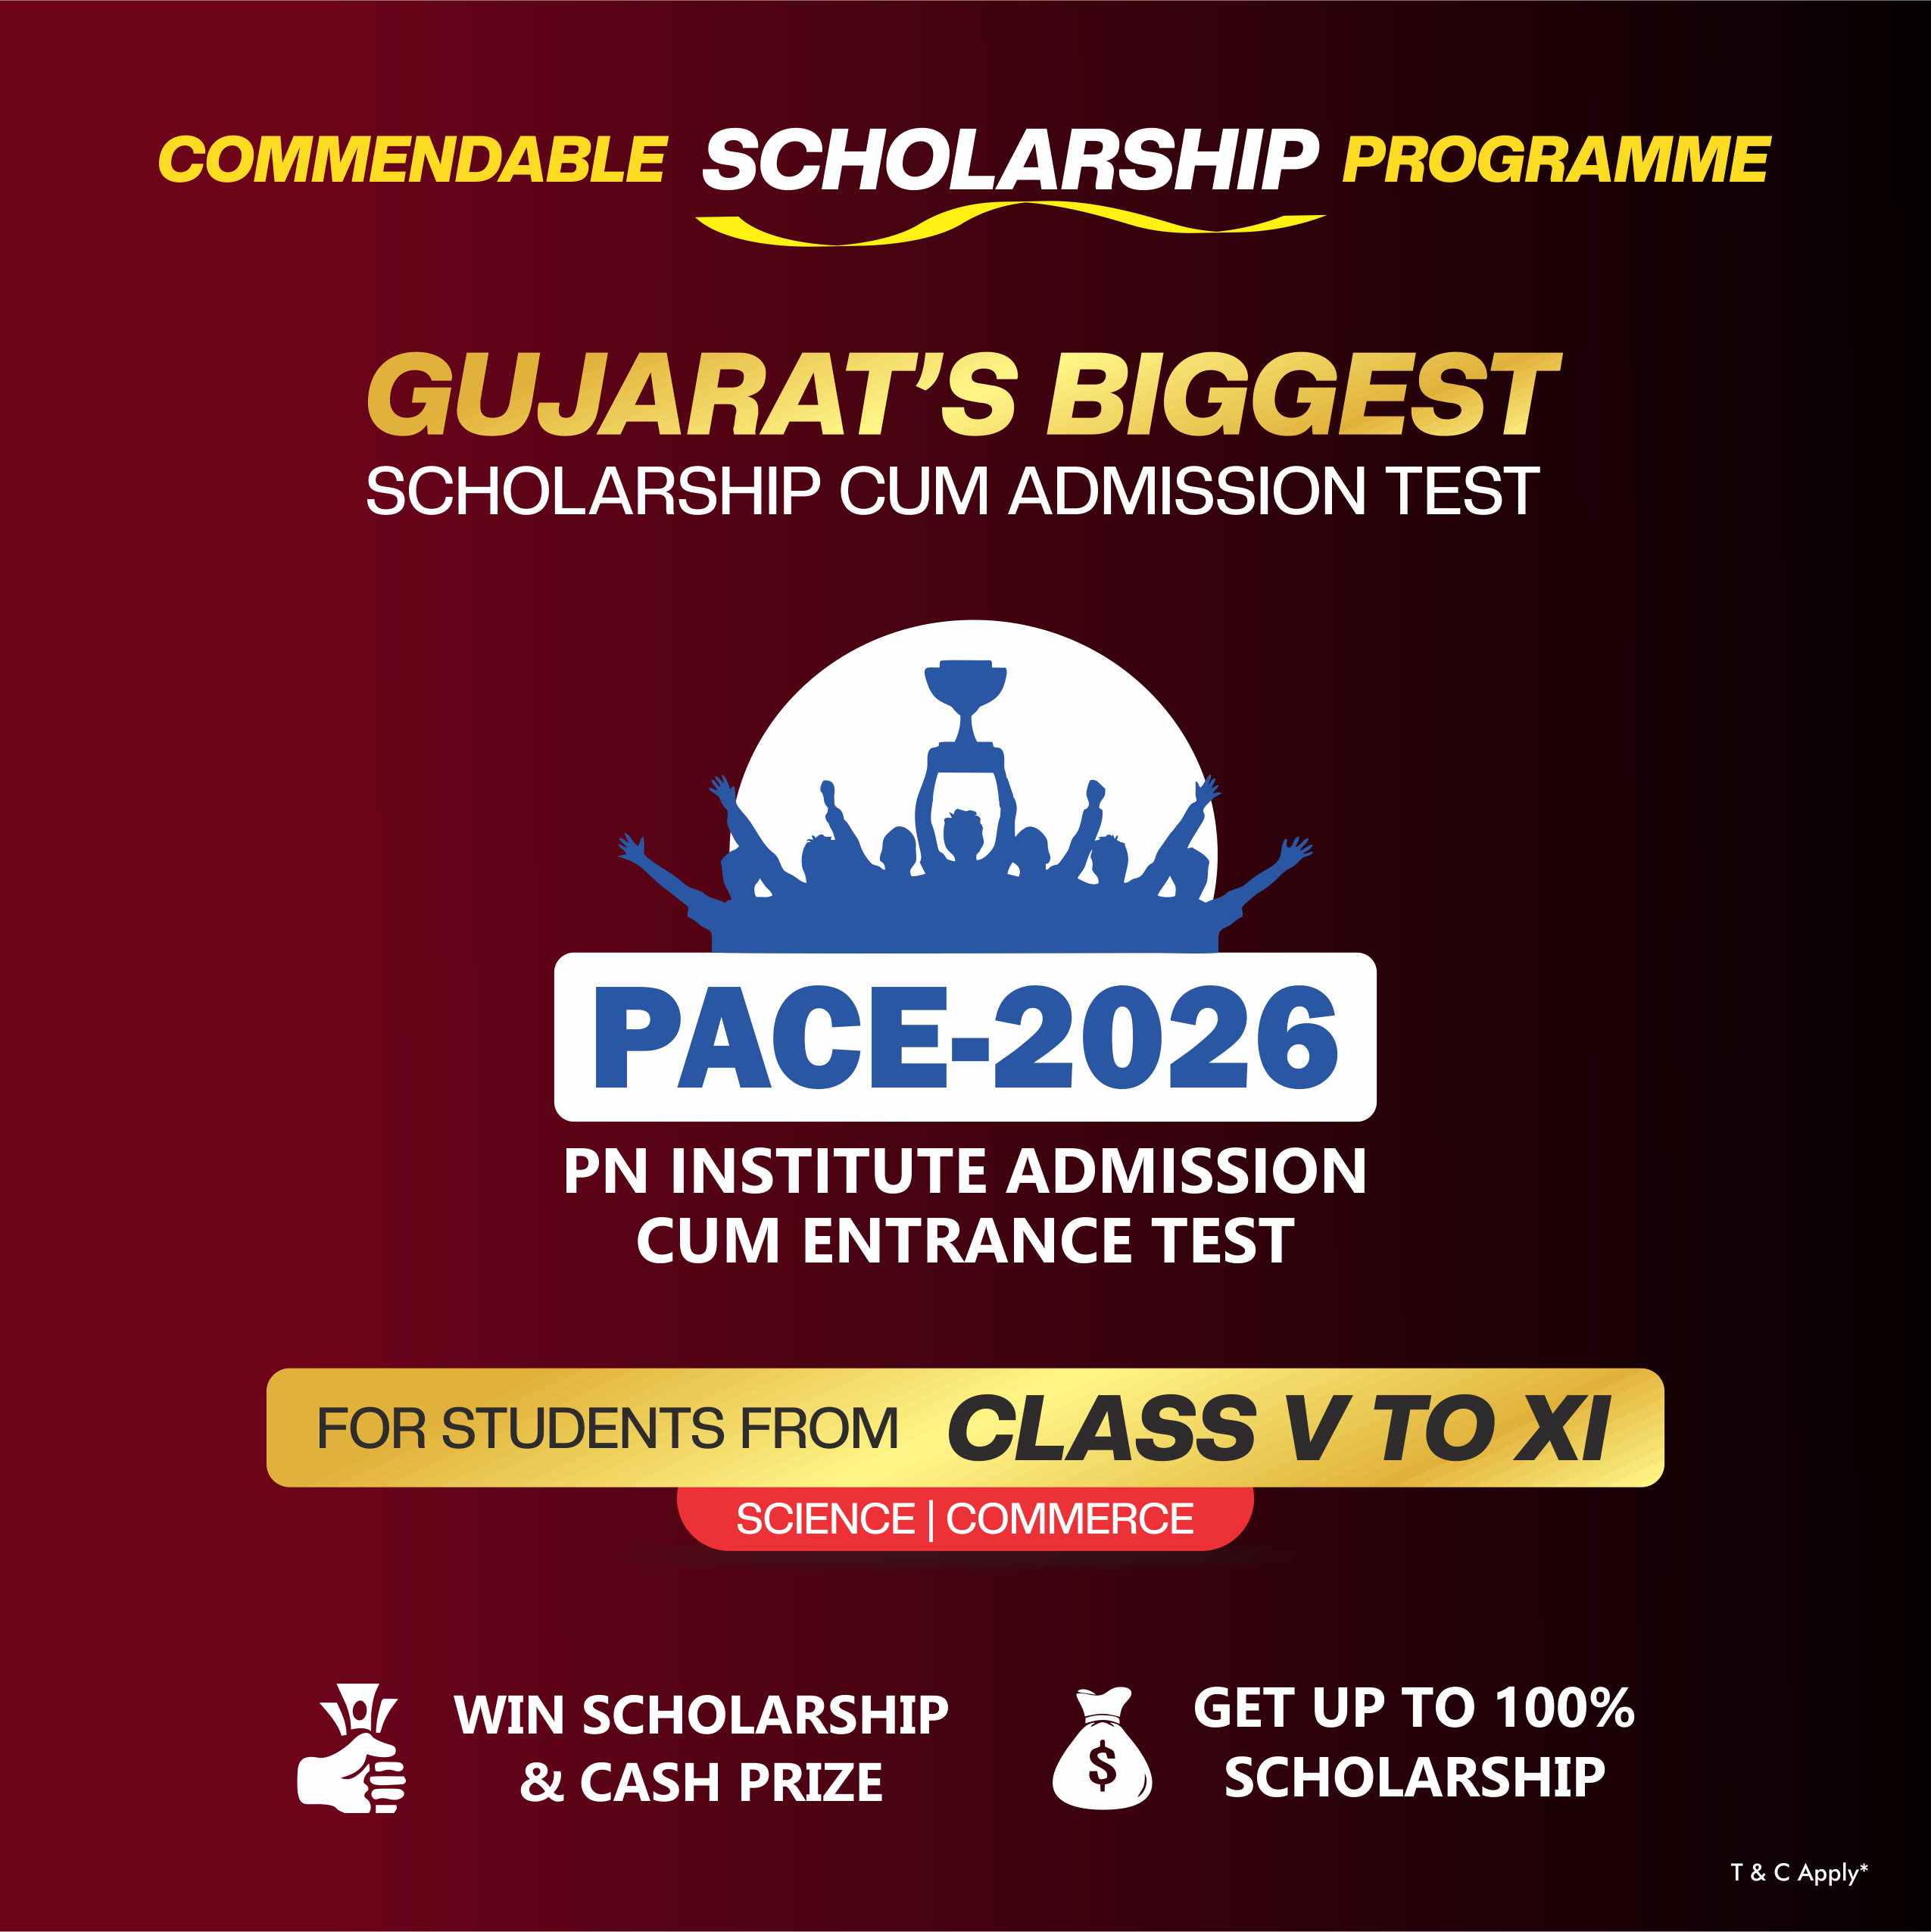 COMMENDABLE SCHOLARSHIP PROGRAMME
GUJARAT'S BIGGEST
SCHOLARSHIP CUM ADMISSION TEST
PACE-2026
PN INSTITUTE ADMISSION
CUM ENTRANCE TEST
FOR STUDENTS FROM CLASS V TO XI
SCIENCE | COMMERCE
WIN SCHOLARSHIP
& CASH PRIZE
$
GET UP TO 100%
SCHOLARSHIP
T & C Apply*